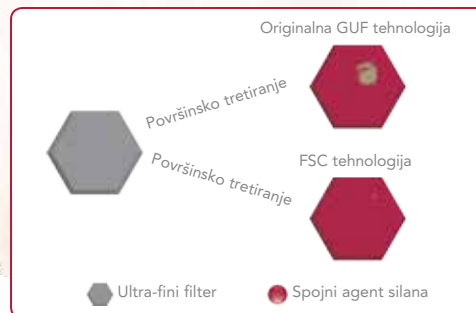 Originalna GUF tehnologija
Površinsko tretiranje
Površinsko tretiranje
FSC tehnologija
Ultra-fini filter
Spojni agent silana